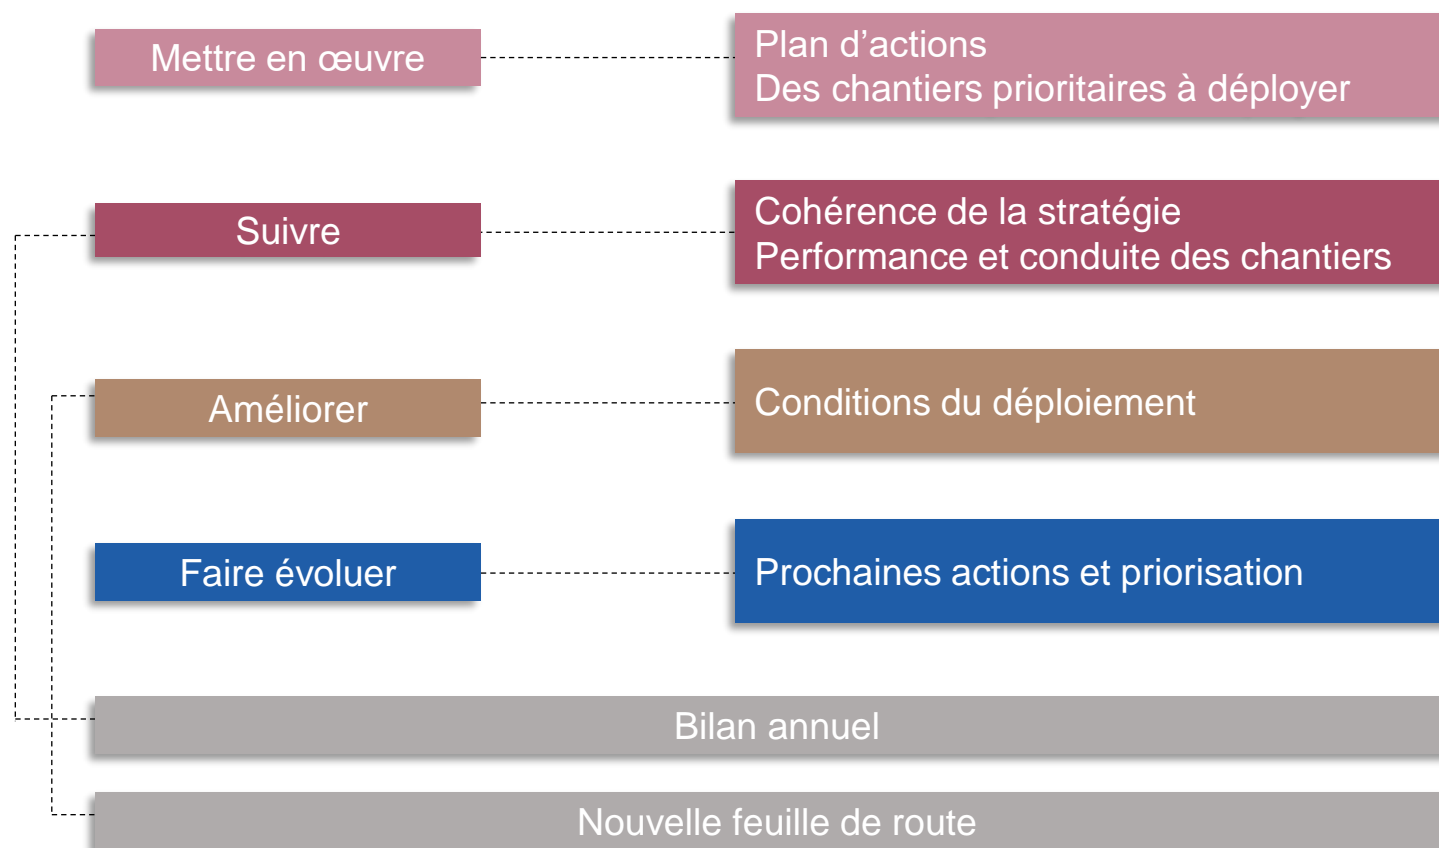 Mettre en œuvre
Plan d’actions
Des chantiers prioritaires à déployer
Suivre
Cohérence de la stratégie
Performance et conduite des chantiers
Améliorer
Conditions du déploiement
Faire évoluer
Prochaines actions et priorisation
Bilan annuel
Nouvelle feuille de route